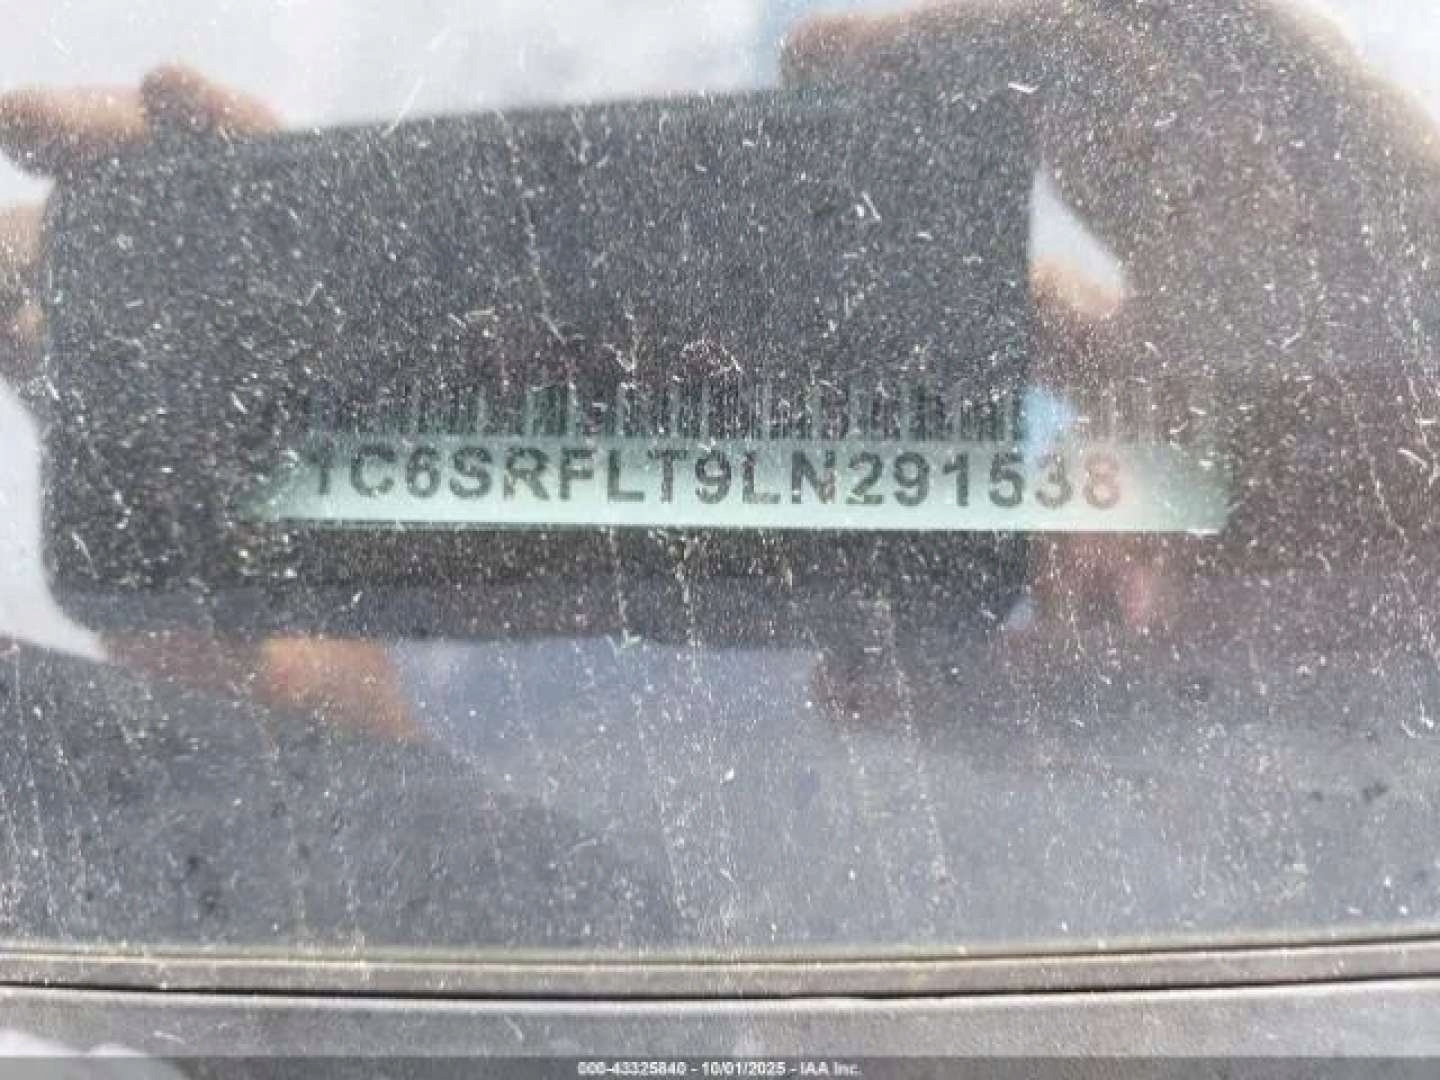 1C6SRFLT9LN291538
000-43325840 - 10/01/2025 - IAA Inc.